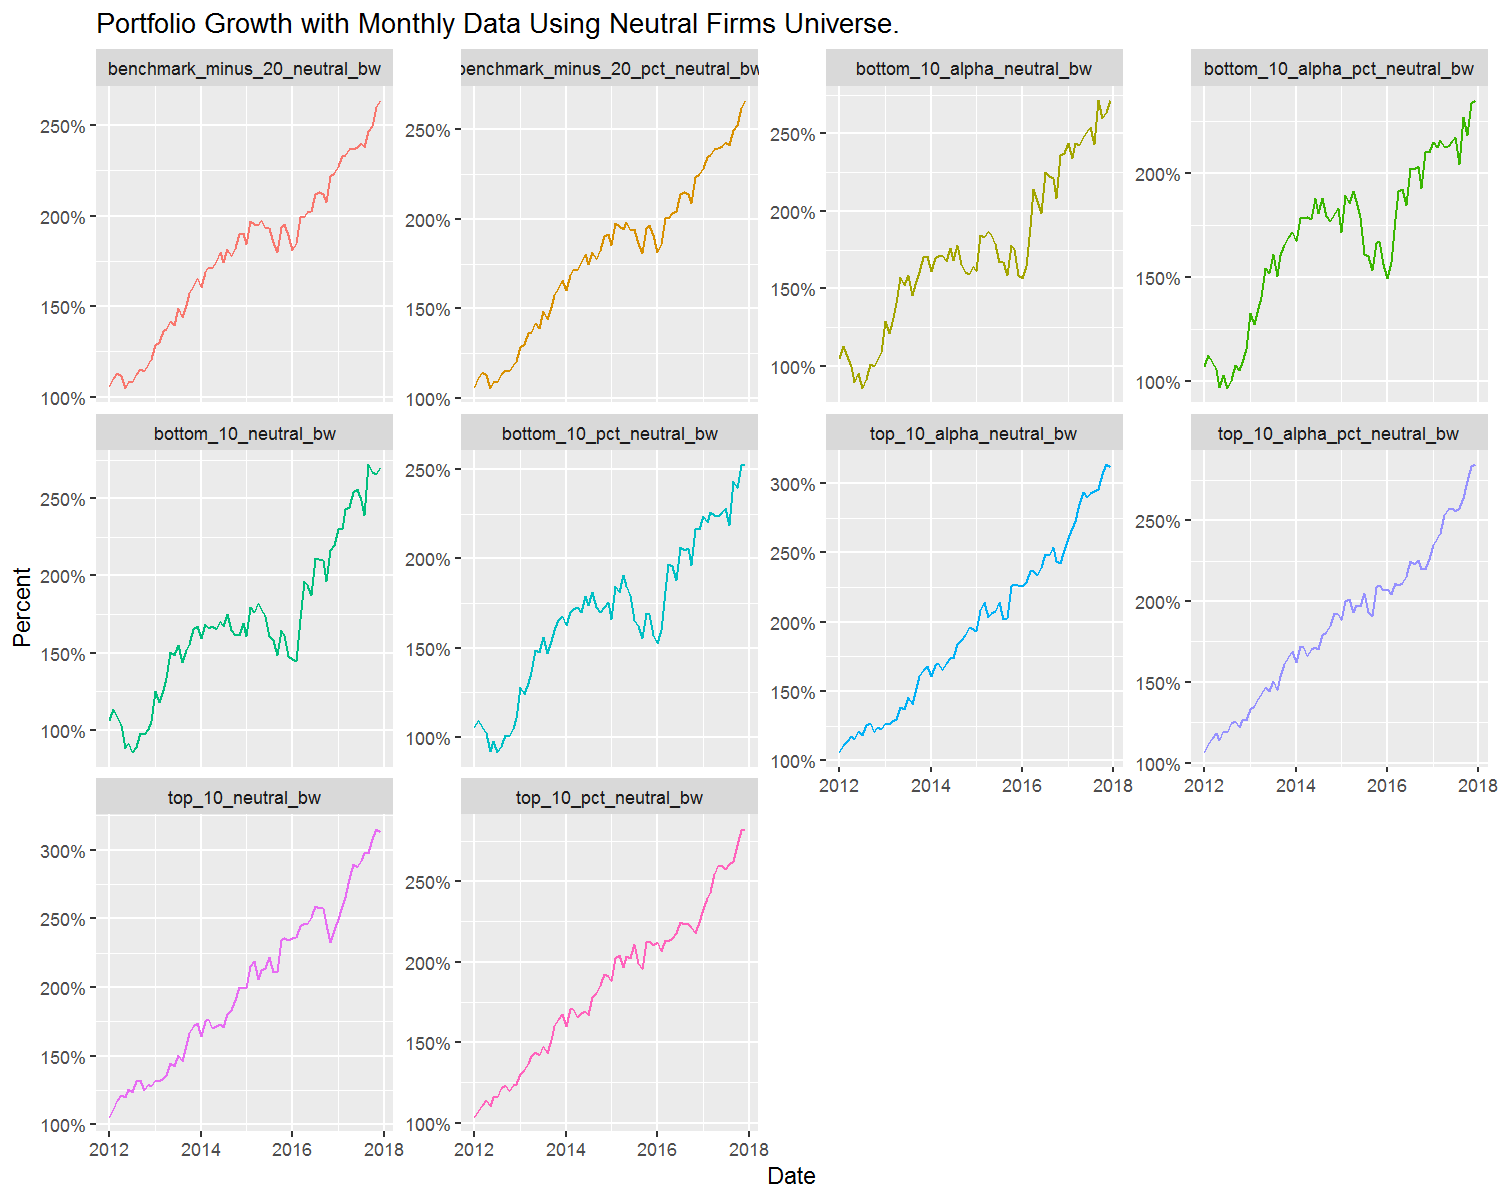 Portfolio Growth with Monthly Data Using Neutral Firms Universe.
benchmark_minus_20_neutral_bw
benchmark_minus_20_pct_neutral_bw
bottom_10_alpha_neutral_bw
bottom_10_alpha_pct_neutral_bw
250%
200%
150%
100%
250%
200%
150%
100%
250%
200%
150%
100%
200%
150%
100%
bottom_10_neutral_bw
bottom_10_pct_neutral_bw
top_10_alpha_neutral_bw
top_10_alpha_pct_neutral_bw
250%
200%
150%
100%
250%
200%
150%
100%
300%
250%
200%
150%
100%
250%
200%
150%
100%
2012 2014 2016 2018
2012 2014 2016 2018
top_10_neutral_bw
top_10_pct_neutral_bw
300%
250%
200%
150%
100%
250%
200%
150%
100%
2012 2014 2016 2018
2012 2014 2016 2018
Percent
Date